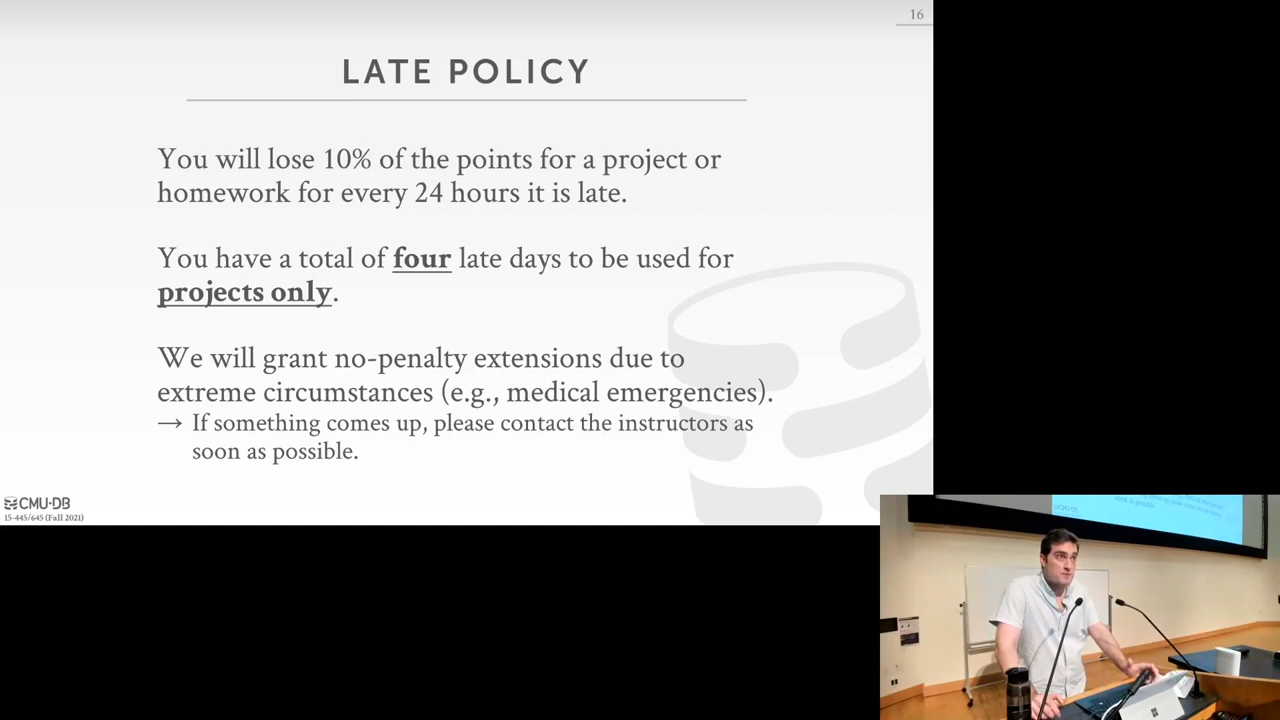 16
LATE POLICY
You will lose 10% of the points for a project or
homework for every 24 hours it is late.
You have a total of four late days to be used for
projects only.
We will grant no-penalty extensions due to
extreme circumstances (e.g., medical emergencies).
→ If something comes up, please contact the instructors as
soon as possible.
CMU·DB
15-445/645 (Fall 2021)